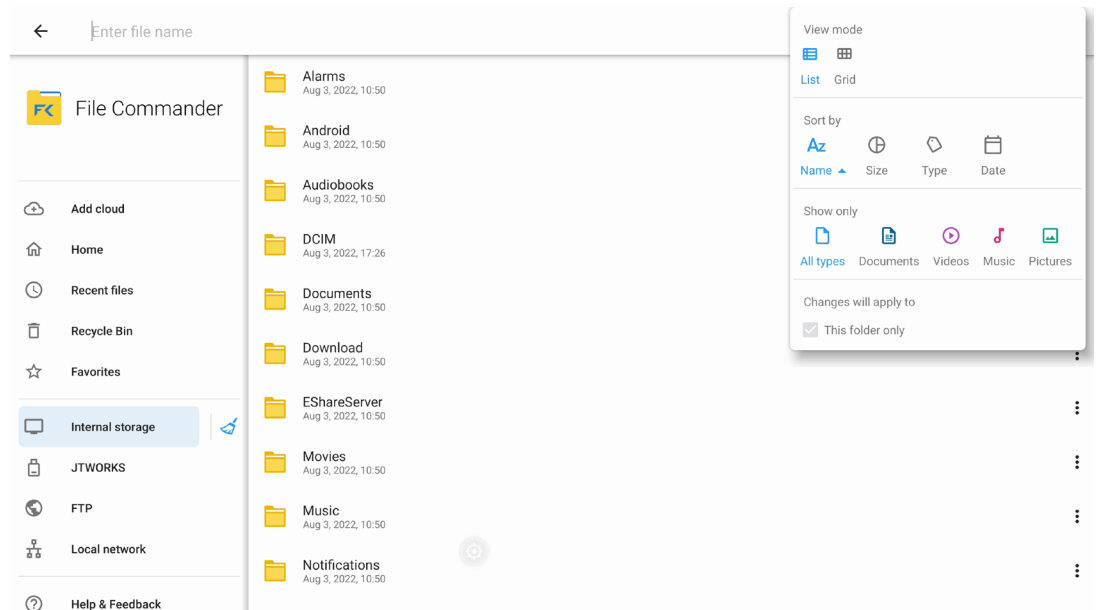 Enter file name
File Commander
Add cloud
Home
Recent files
Recycle Bin
Favorites
Internal storage
JTWORKS
FTP
Local network
Help & Feedback
Alarms
Aug 3, 2022, 10:50
Android
Aug 3, 2022, 10:50
Audiobooks
Aug 3, 2022, 10:50
DCIM
Aug 3, 2022, 17:26
Documents
Aug 3, 2022, 10:50
Download
Aug 3, 2022, 10:50
EShareServer
Aug 3, 2022, 10:50
Movies
Aug 3, 2022, 10:50
Music
Aug 3, 2022, 10:50
Notifications
Aug 3, 2022, 10:50
View mode
List Grid
Sort by
Az
Name Size Type Date
Show only
All types Documents Videos Music Pictures
Changes will apply to
This folder only